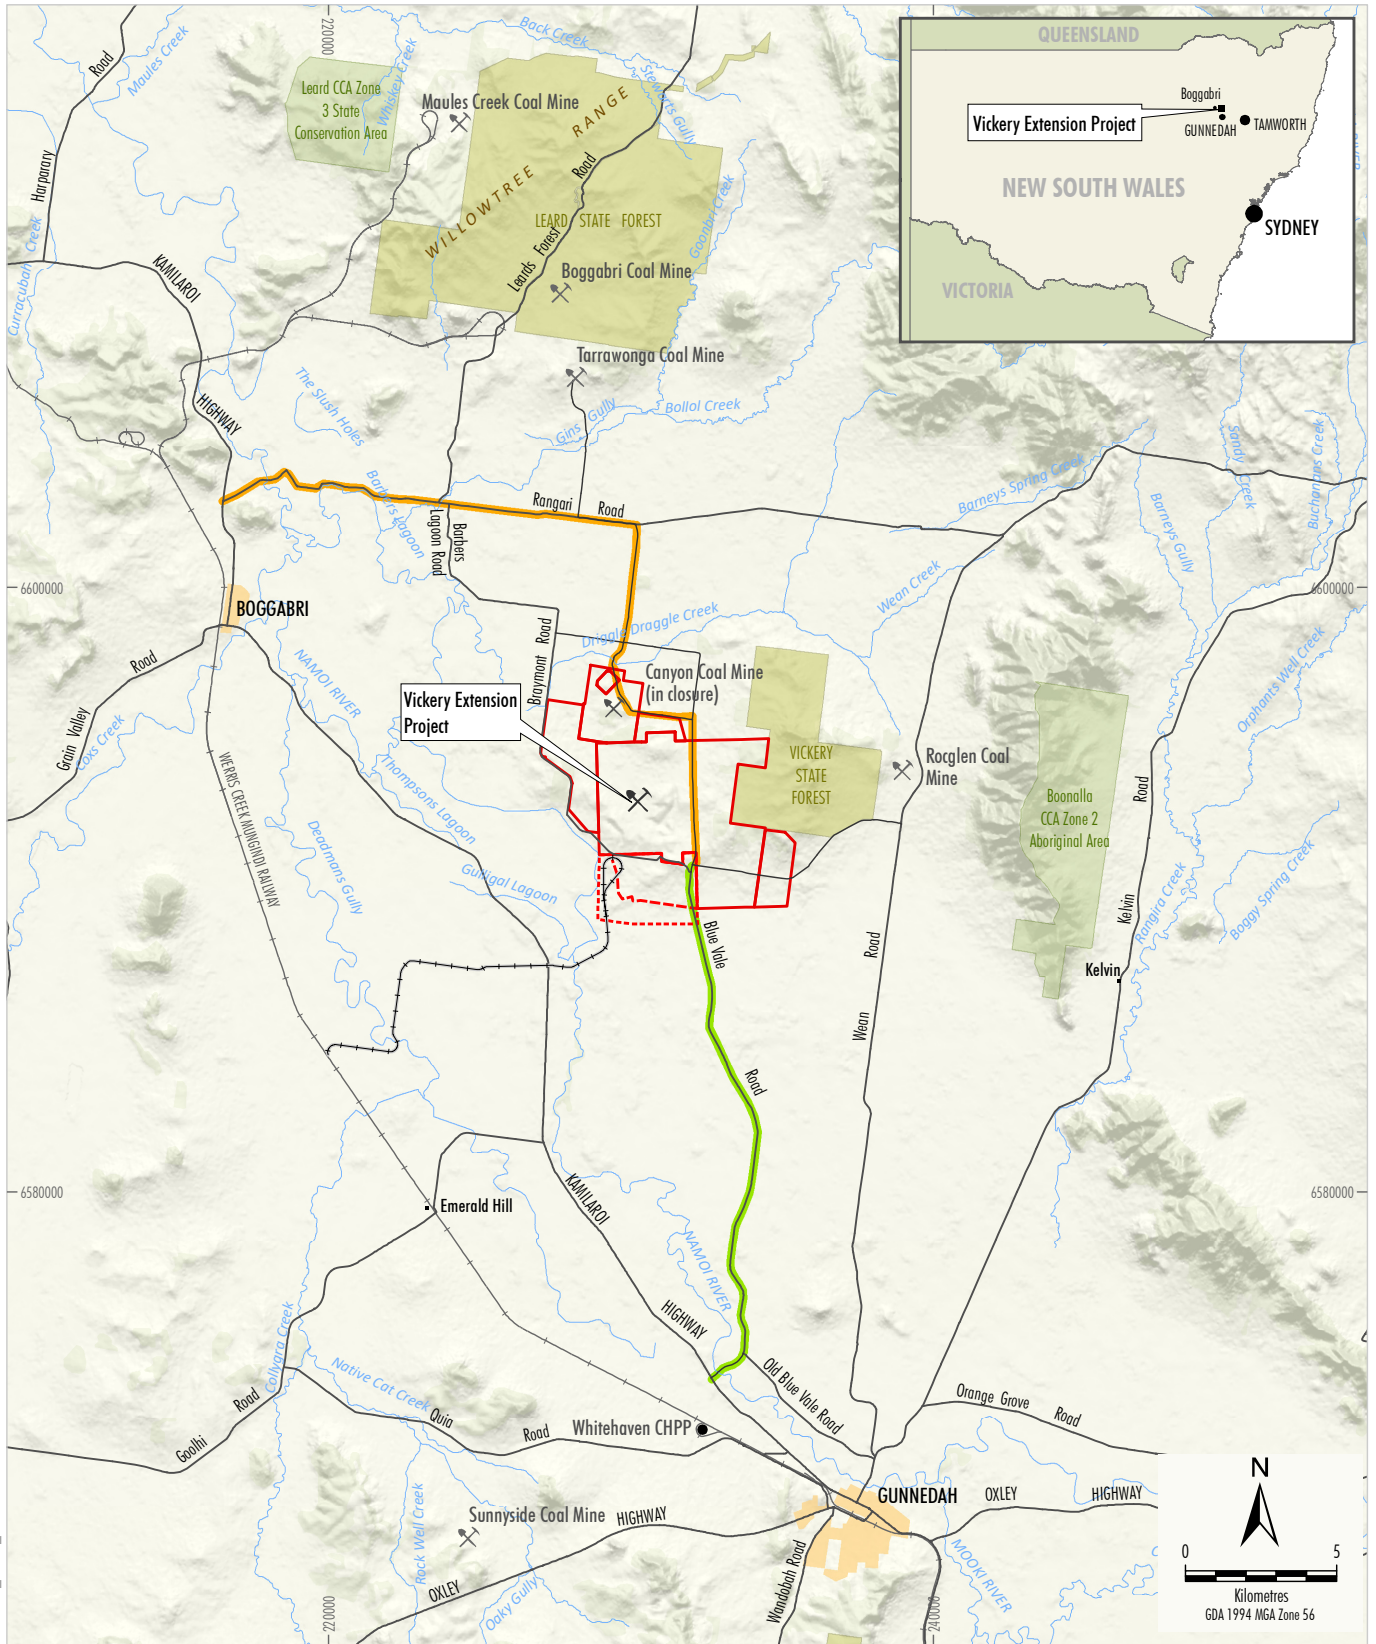 220000
Back Creek
Road
Maules Creek
Whiskey Creek
Stewarts Gully
Leard CCA Zone
3 State
Conservation Area
Maules Creek Coal Mine
RANGE
WILLOWTREE
Road
Harparary
LEARD STATE FOREST
Goonbri Creek
Leards Forest
Curracubah Creek
KAMILAROI
Boggabri Coal Mine
QUEENSLAND
Boggabri
Vickery Extension Project
GUNNEDAH
TAMWORTH
NEW SOUTH WALES
SYDNEY
VICTORIA
Tarrawonga Coal Mine
The Slush Holes
HIGHWAY
Gins Gully
Bollol Creek
Sandy Creek
Buchanans Creek
Barneys Spring Creek
Barneys Gully
Barbers Lagoon
Rangari Road
Barbers
Lagoon Road
Wean Creek
6600000
6600000
BOGGABRI
Driggle Draggle Creek
Braymont Road
Orphants Well Creek
Road
NAMOI RIVER
Canyon Coal Mine
(in closure)
Vickery Extension
Project
Grain Valley
Coxs Creek
WERRIS CREEK MUNGINDI RAILWAY
Thompsons Lagoon
VICKERY
STATE
FOREST
Rocglen Coal
Mine
Boonalla
CCA Zone 2
Aboriginal Area
Road
Deadmans Gully
Gulligal Lagoon
Rangira Creek
Boggy Spring Creek
Kelvin
Blue Vale
Road
Kelvin
Wean
Road
KAMILAROI
6580000
6580000
Emerald Hill
NAMOI RIVER
HIGHWAY
Collygra Creek
Native Cat Creek
Old Blue Vale Road
Orange Grove Road
Road
Goolhi
Quia
Road
Whitehaven CHPP
GUNNEDAH
OXLEY
HIGHWAY
Sunnyside Coal Mine
HIGHWAY
Rock Well Creek
OXLEY
Oaky Gully
Wandobah Road
MOOKI RIVER
220000
240000
N
0 5
Kilometres
GDA 1994 MGA Zone 56